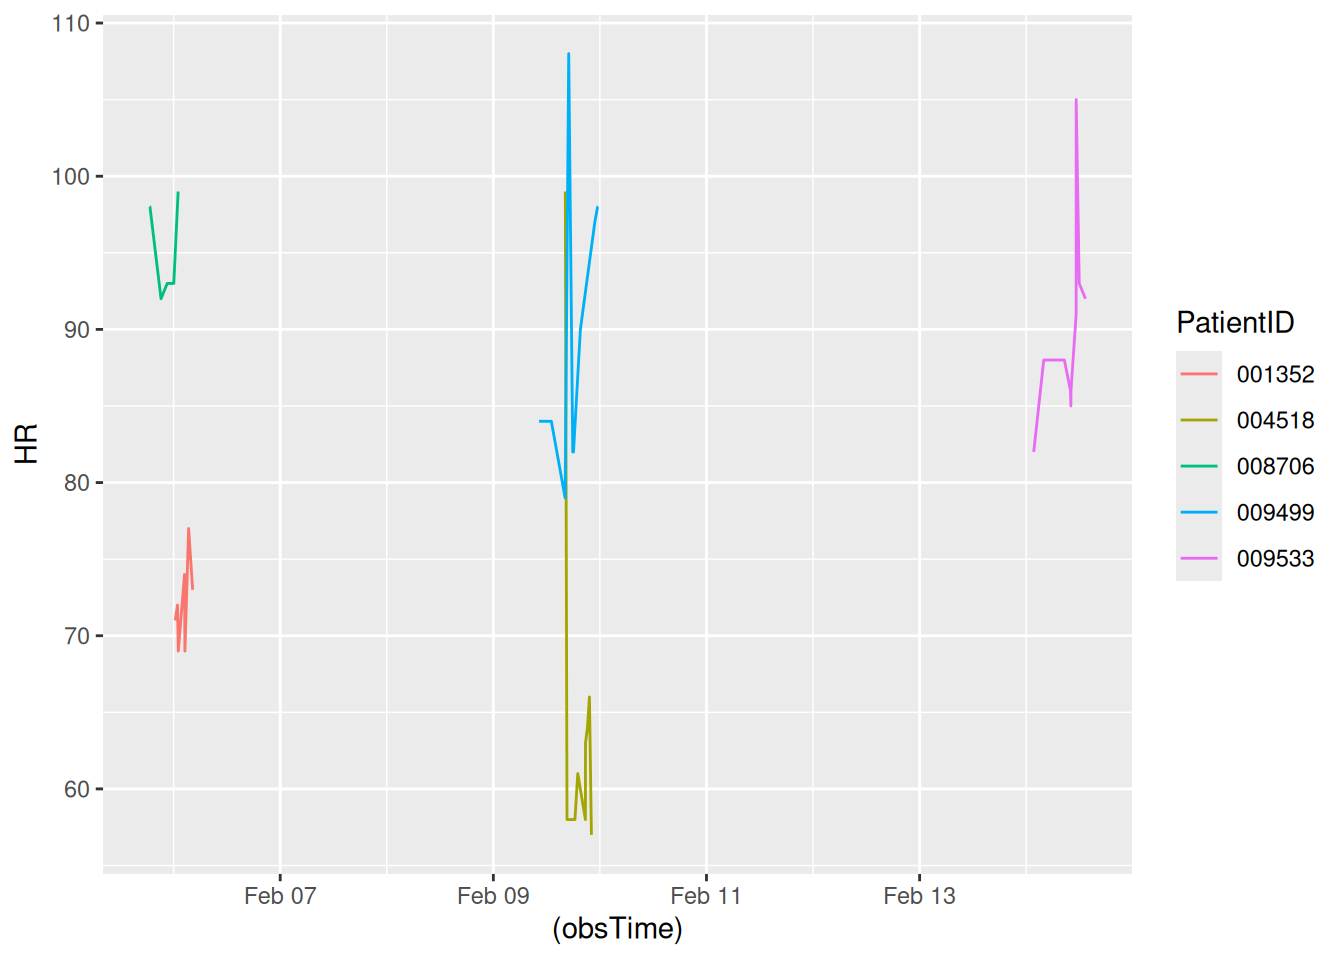 110
100
90
80
70
60
HR
Feb 07
Feb 09
Feb 11
Feb 13
(obsTime)
PatientID
001352
004518
008706
009499
009533